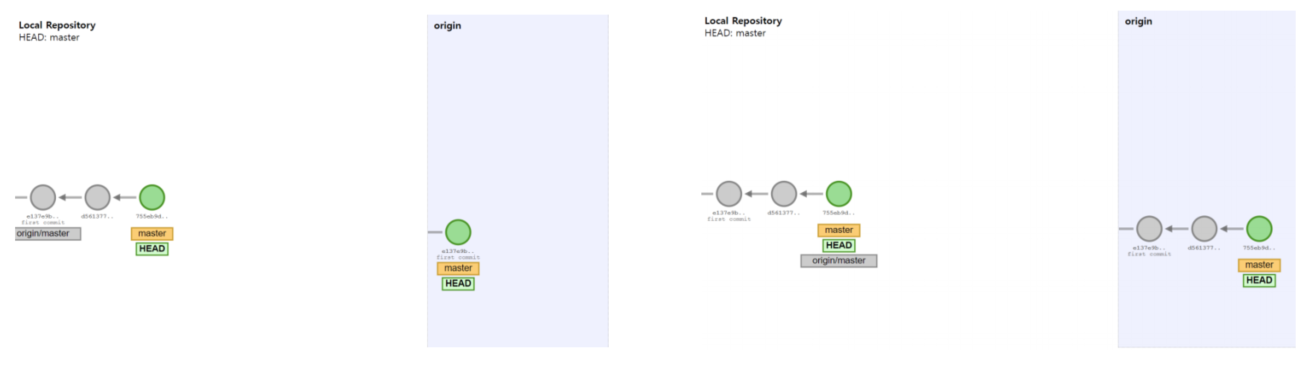 Local Repository
HEAD: master
e137e9b..
first commit
d561377..
755eb9d..
origin/master
master
HEAD
origin
e137e9b..
first commit
master
HEAD
Local Repository
HEAD: master
e137e9b..
first commit
d561377..
755eb9d..
master
HEAD
origin/master
origin
e137e9b..
first commit
d561377..
755eb9d..
master
HEAD